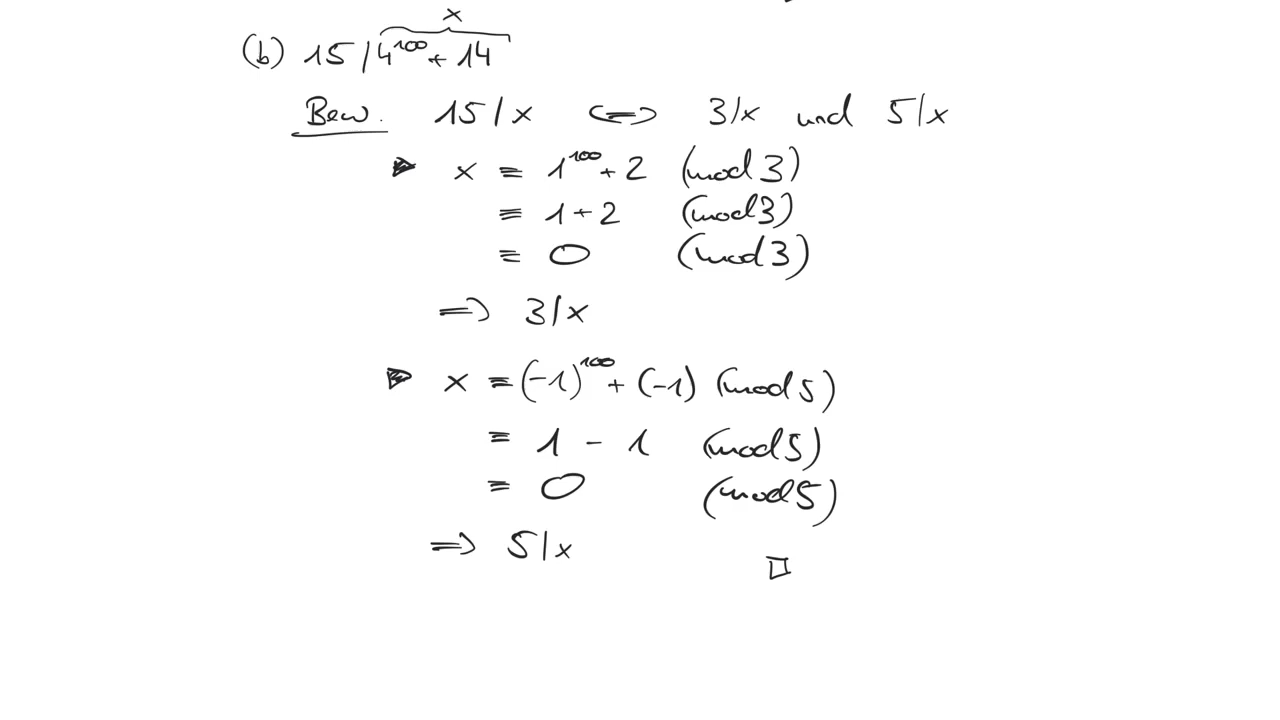 x
(b) 15 | 4^100 + 14
Bew. 15 | x ⟺ 3 | x und 5 | x
▶ x ≡ 1^100 + 2 (mod 3)
≡ 1 + 2 (mod 3)
≡ 0 (mod 3)
⟹ 3 | x
▶ x ≡ (-1)^100 + (-1) (mod 5)
≡ 1 - 1 (mod 5)
≡ 0 (mod 5)
⟹ 5 | x □